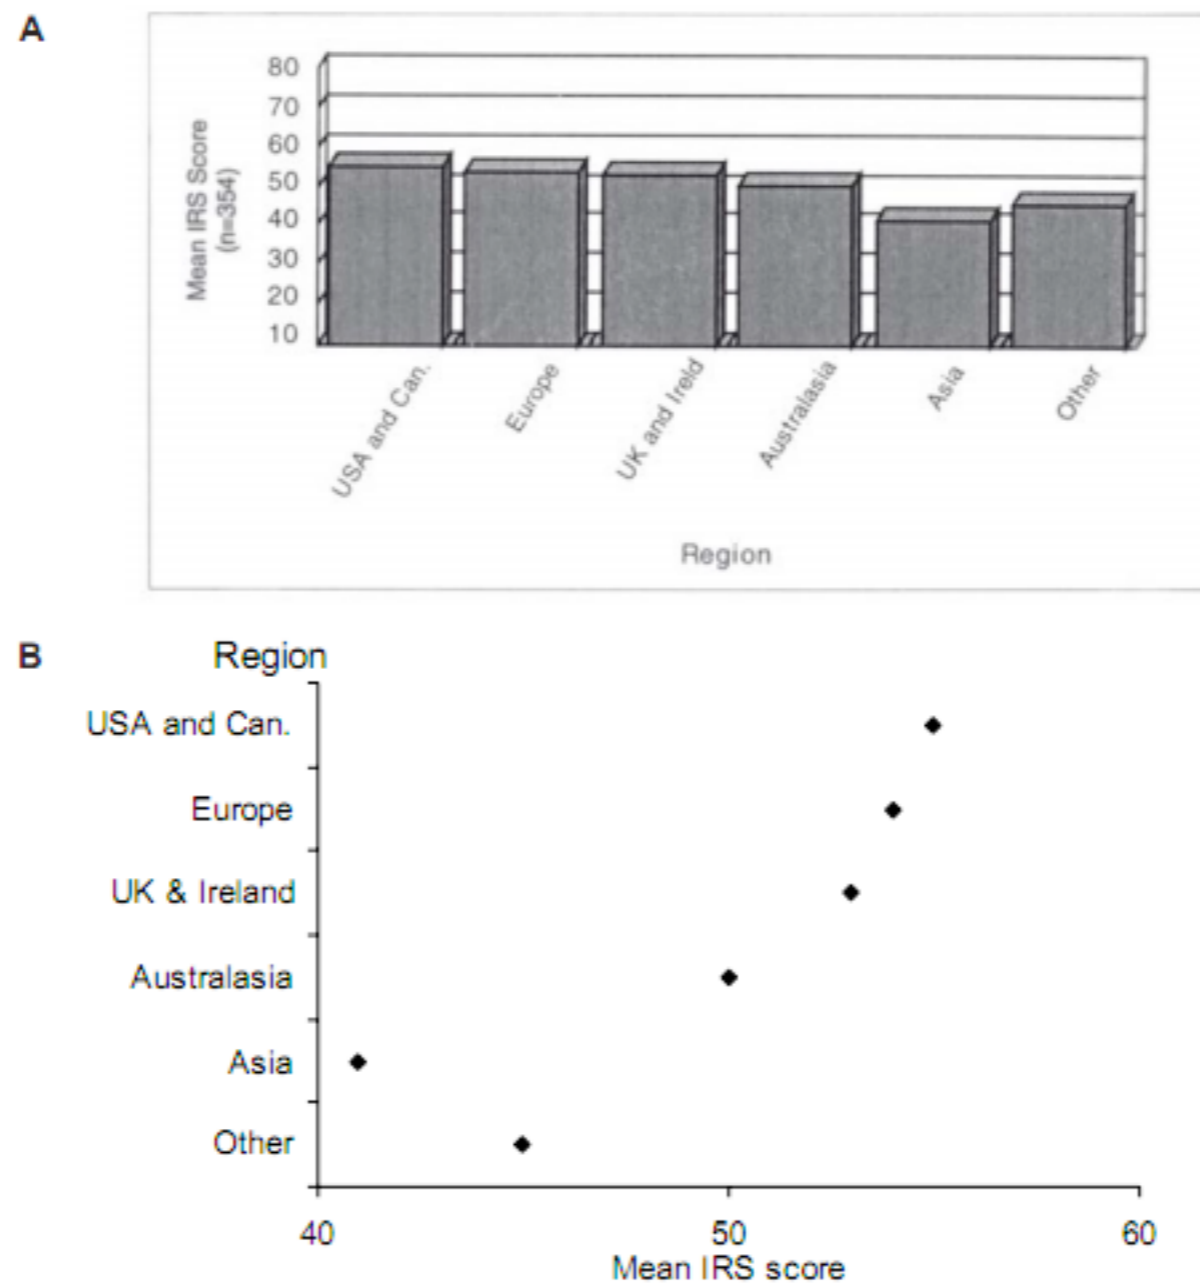 A
80
70
60
50
40
30
20
10
Mean IRS Score
(n=354)
USA and Can.
Europe
UK and Ireld
Australasia
Asia
Other
Region
B
Region
USA and Can.
Europe
UK & Ireland
Australasia
Asia
Other
40 50 60
Mean IRS score